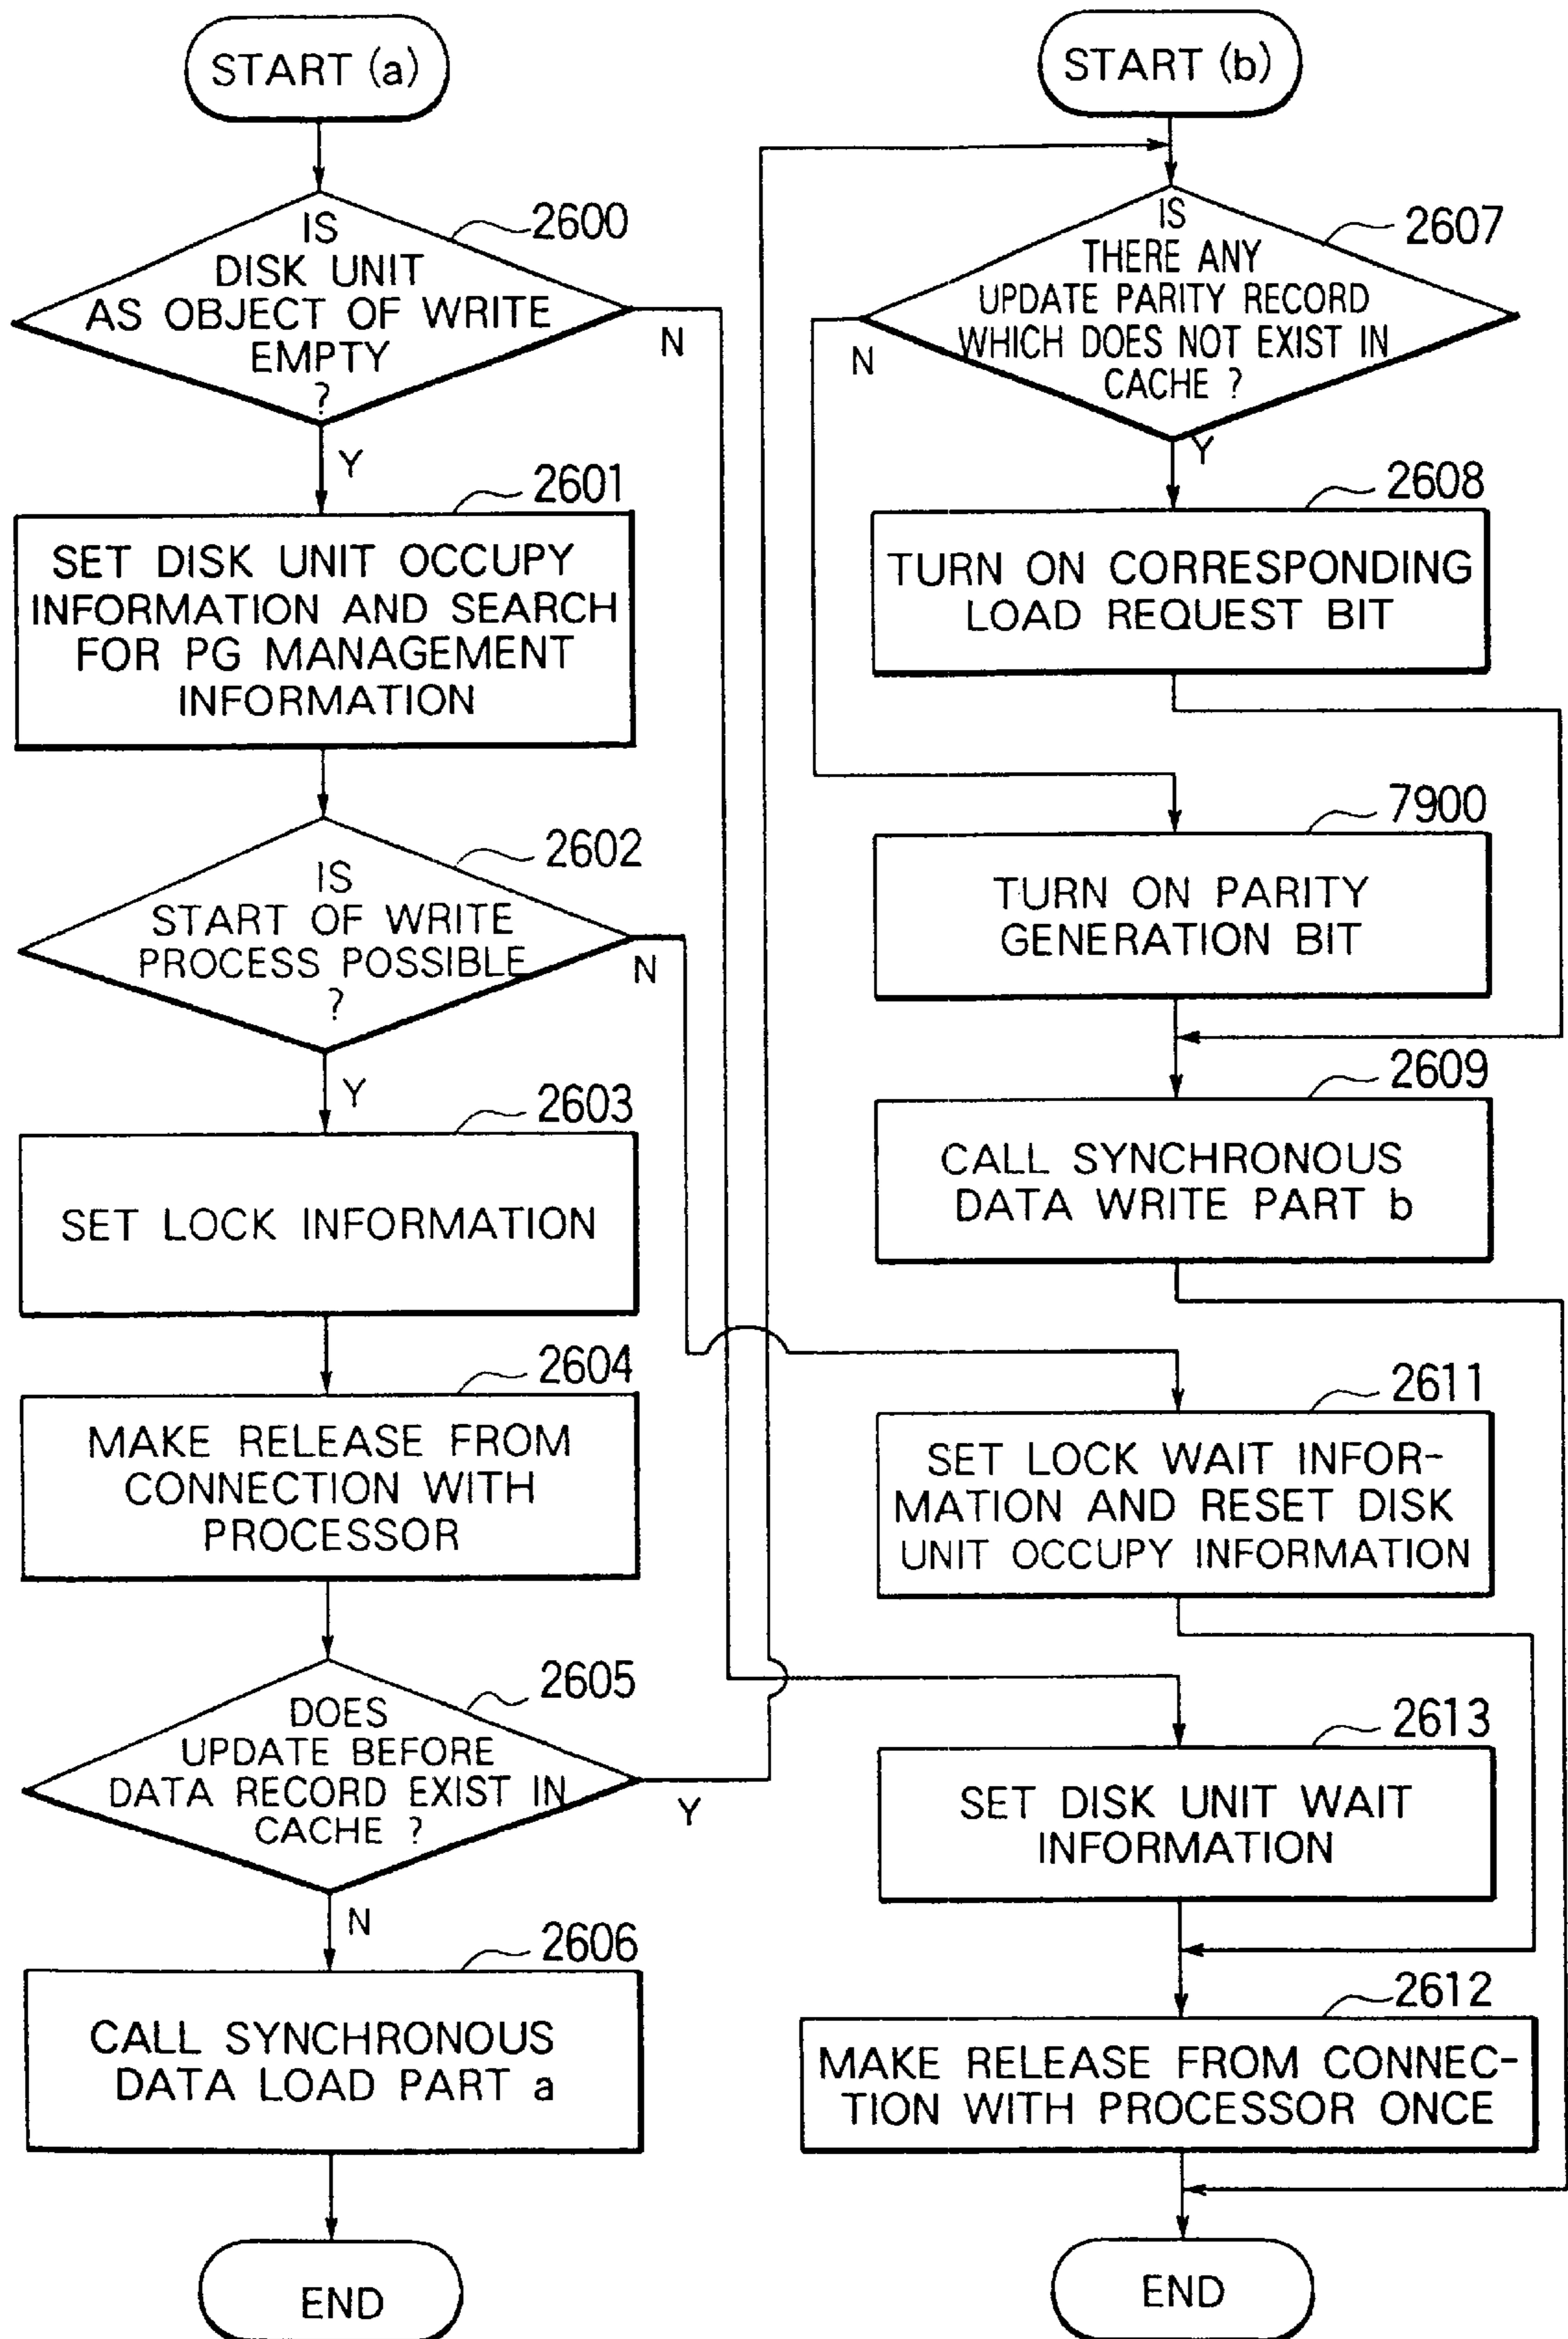 START (a)
2600
IS
DISK UNIT
AS OBJECT OF WRITE
EMPTY
?
N
Y
2601
SET DISK UNIT OCCUPY
INFORMATION AND SEARCH
FOR PG MANAGEMENT
INFORMATION
2602
IS
START OF WRITE
PROCESS POSSIBLE
?
N
Y
2603
SET LOCK INFORMATION
2604
MAKE RELEASE FROM
CONNECTION WITH
PROCESSOR
2605
DOES
UPDATE BEFORE
DATA RECORD EXIST IN
CACHE ?
Y
N
2606
CALL SYNCHRONOUS
DATA LOAD PART a
END
START (b)
2607
IS
THERE ANY
UPDATE PARITY RECORD
WHICH DOES NOT EXIST IN
CACHE ?
N
Y
2608
TURN ON CORRESPONDING
LOAD REQUEST BIT
7900
TURN ON PARITY
GENERATION BIT
2609
CALL SYNCHRONOUS
DATA WRITE PART b
2611
SET LOCK WAIT INFOR-
MATION AND RESET DISK
UNIT OCCUPY INFORMATION
2613
SET DISK UNIT WAIT
INFORMATION
2612
MAKE RELEASE FROM CONNEC-
TION WITH PROCESSOR ONCE
END